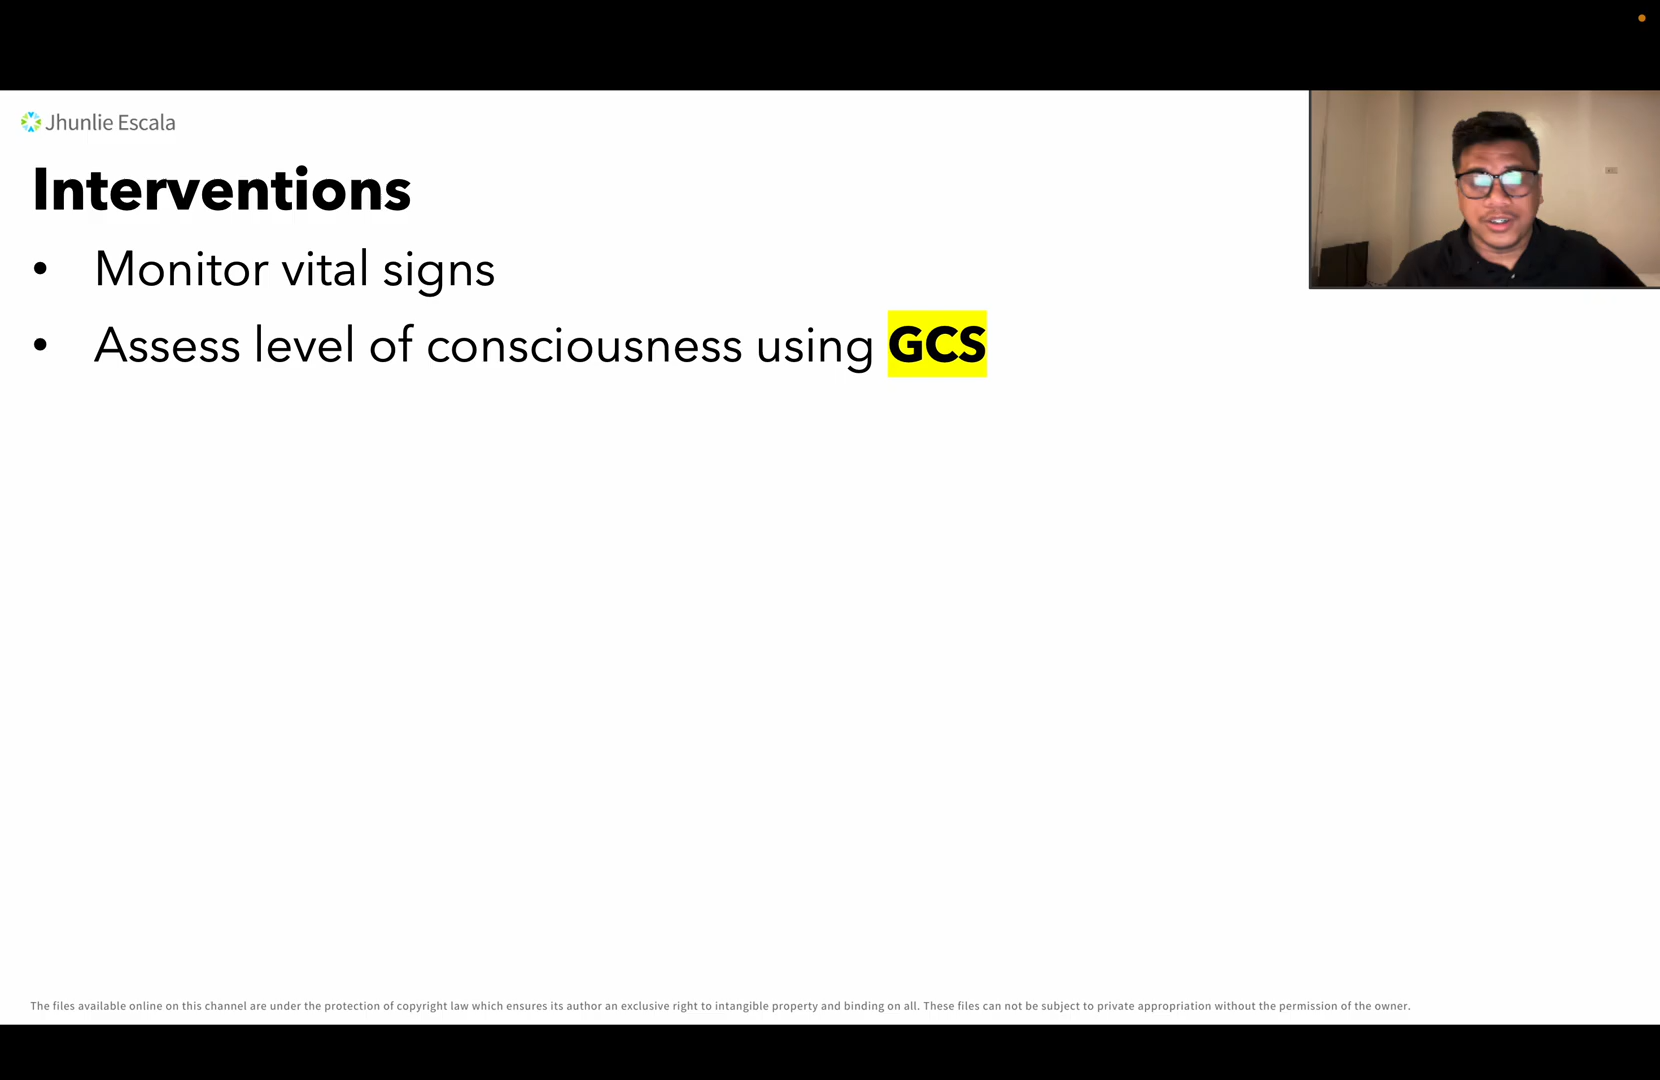 Jhunlie Escala
Interventions
• Monitor vital signs
• Assess level of consciousness using GCS
The files available online on this channel are under the protection of copyright law which ensures its author an exclusive right to intangible property and binding on all. These files can not be subject to private appropriation without the permission of the owner.